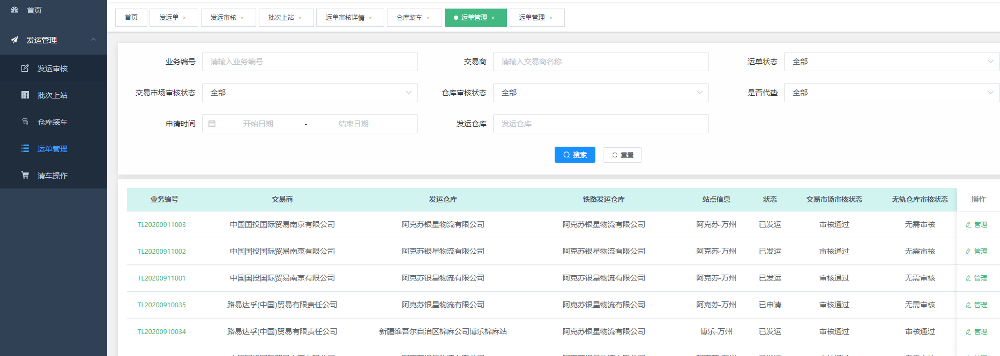 首页
发运管理
发运审核
批次上站
仓库装车
运单管理
请车操作
首页 发运单 × 发运审核 × 批次上站 × 运单审核详情 × 仓库装车 × 运单管理 × 运单管理 ×
业务编号 请输入业务编号 交易商 请输入交易商名称 运单状态 全部
交易市场审核状态 全部 仓库审核状态 全部 是否代垫 全部
申请时间 开始日期 - 结束日期 发运仓库 发运仓库
搜索 重置
业务编号 交易商 发运仓库 铁路发运仓库 站点信息 状态 交易市场审核状态 无轨仓库审核状态 操作
TL20200911003 中国国投国际贸易南京有限公司 阿克苏银星物流有限公司 阿克苏银星物流有限公司 阿克苏-万州 已发运 审核通过 无需审核 管理
TL20200911002 中国国投国际贸易南京有限公司 阿克苏银星物流有限公司 阿克苏银星物流有限公司 阿克苏-万州 已发运 审核通过 无需审核 管理
TL20200911001 中国国投国际贸易南京有限公司 阿克苏银星物流有限公司 阿克苏银星物流有限公司 阿克苏-万州 已发运 审核通过 无需审核 管理
TL20200910035 路易达孚(中国)贸易有限责任公司 阿克苏银星物流有限公司 阿克苏银星物流有限公司 阿克苏-万州 已申请 审核通过 无需审核 管理
TL20200910034 路易达孚(中国)贸易有限责任公司 新疆维吾尔自治区棉麻公司博乐棉麻站 阿克苏银星物流有限公司 博乐-万州 已发运 审核通过 审核通过 管理